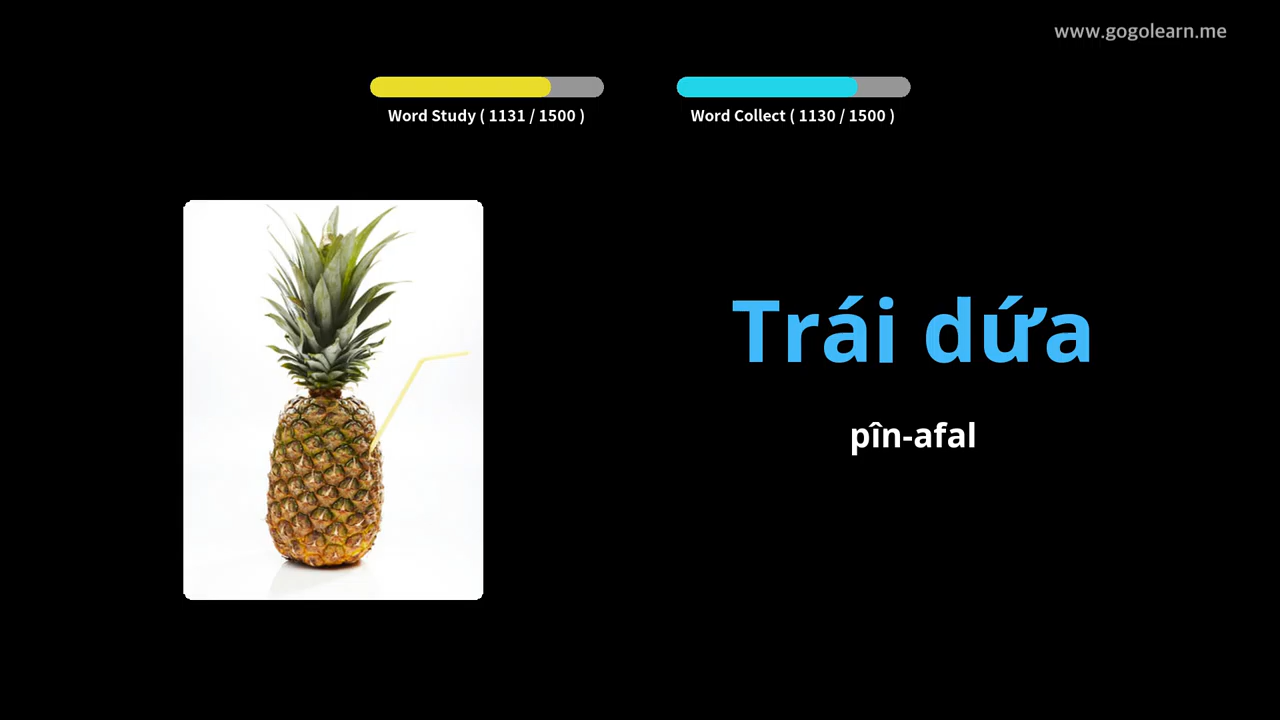 www.gogolearn.me
Word Study ( 1131 / 1500 )
Word Collect ( 1130 / 1500 )
Trái dứa
pîn-afal